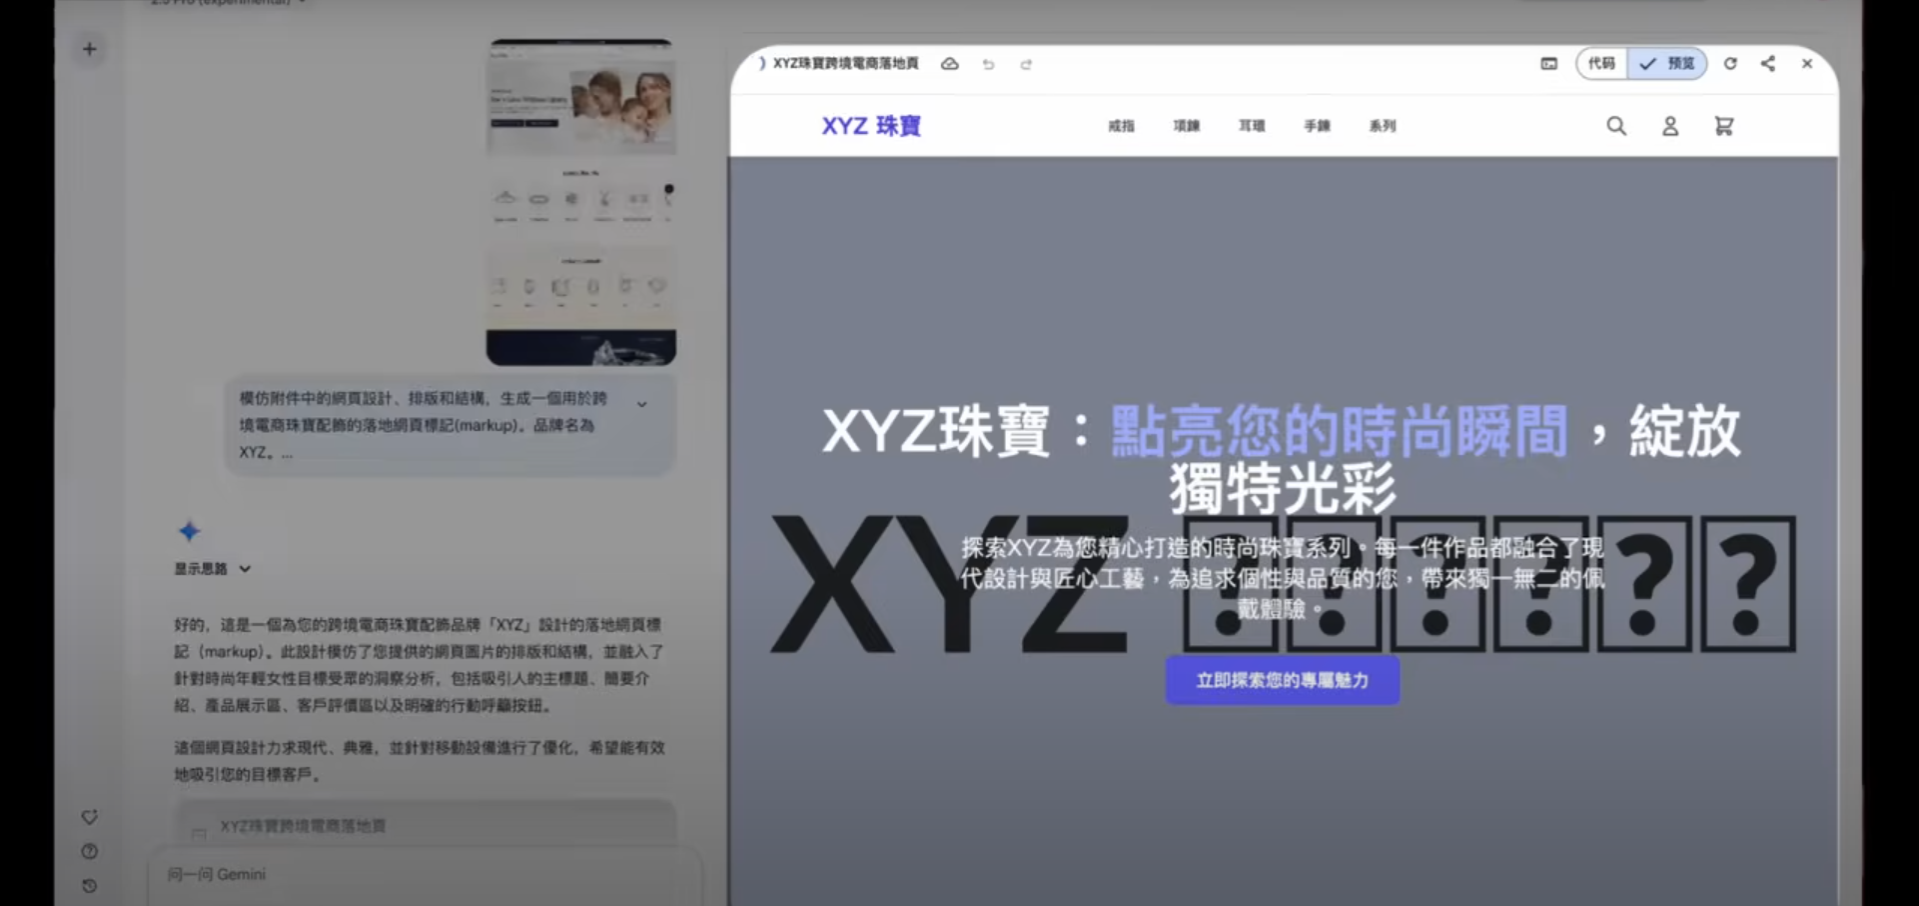 2.5 Pro (experimental)
模仿附件中的網頁設計、排版和結構，生成一個用於跨
境電商珠寶配飾的落地網頁標記(markup)。品牌名為
XYZ。...
显示思路
好的，這是一個為您的跨境電商珠寶配飾品牌「XYZ」設計的落地網頁標
記（markup）。此設計模仿了您提供的網頁圖片的排版和結構，並融入了
針對時尚年輕女性目標受眾的洞察分析，包括吸引人的主標題、簡要介
紹、產品展示區、客戶評價區以及明確的行動呼籲按鈕。
這個網頁設計力求現代、典雅，並針對移動設備進行了優化，希望能有效
地吸引您的目標客戶。
XYZ珠寶跨境電商落地頁
问一问 Gemini
XYZ珠寶跨境電商落地頁
代码 预览
XYZ 珠寶
戒指 項鍊 耳環 手鍊 系列
XYZ珠寶：點亮您的時尚瞬間，綻放
獨特光彩
XYZ ??????
探索XYZ為您精心打造的時尚珠寶系列。每一件作品都融合了現
代設計與匠心工藝，為追求個性與品質的您，帶來獨一無二的佩
戴體驗。
立即探索您的專屬魅力